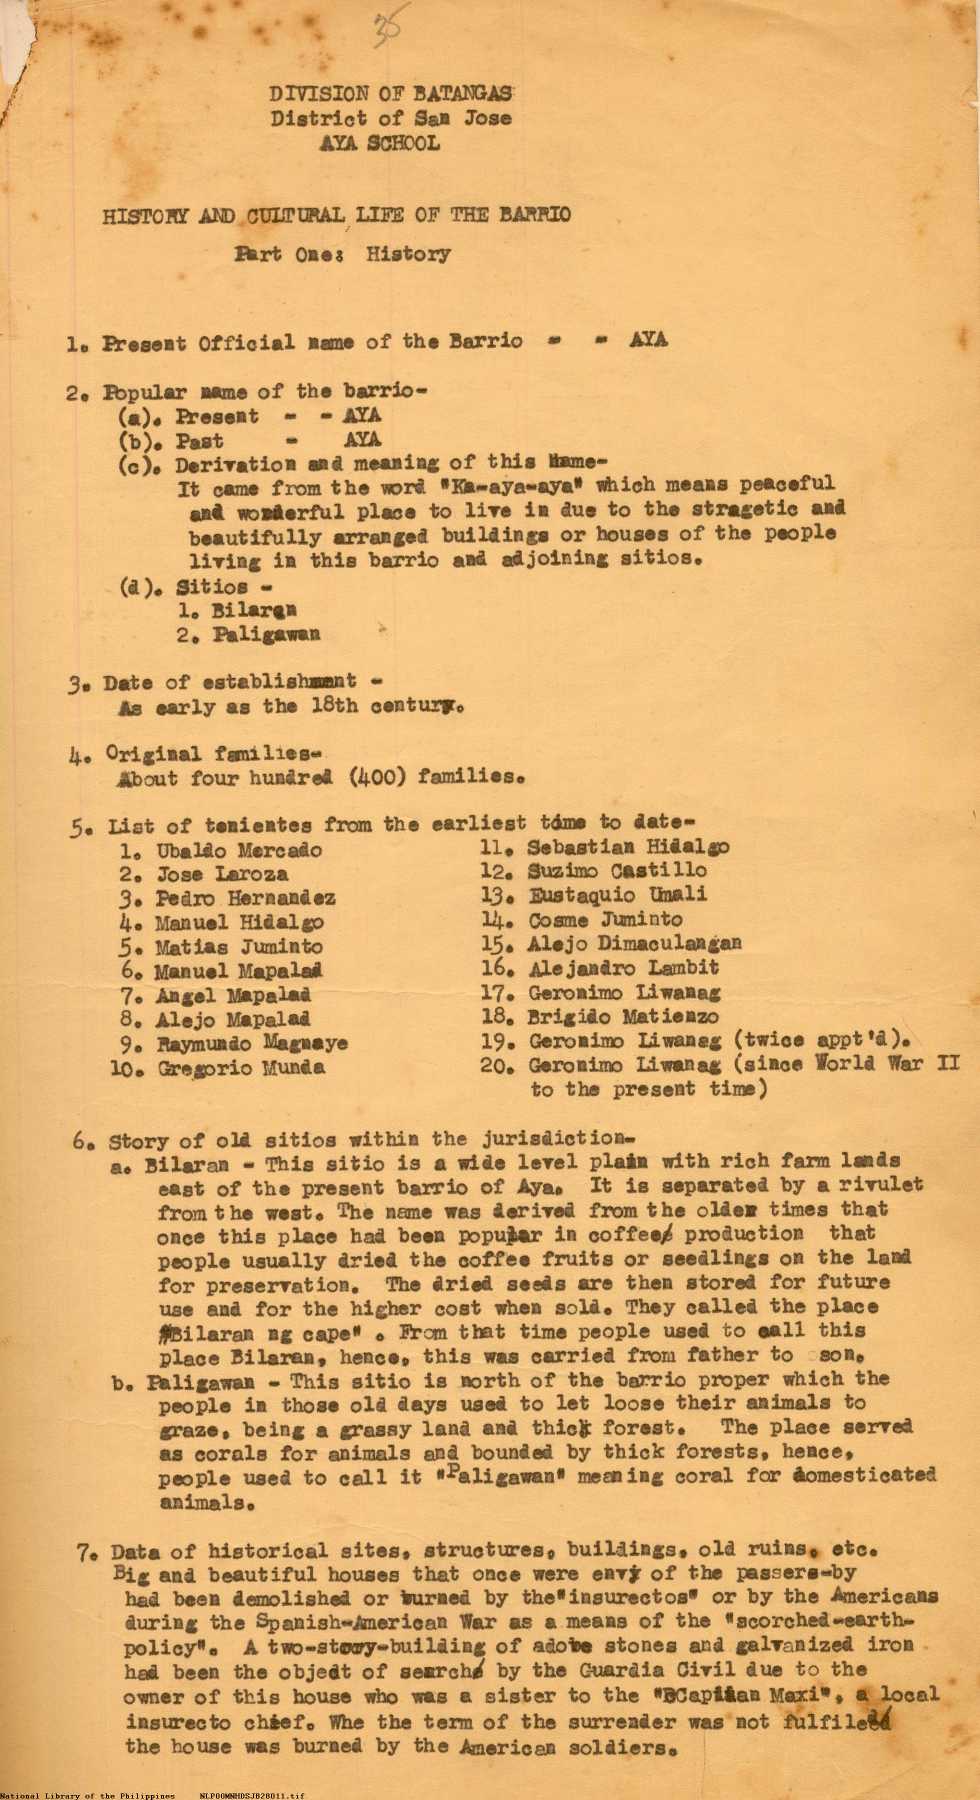 35
DIVISION OF BATANGAS
District of San Jose
AYA SCHOOL
HISTORY AND CULTURAL LIFE OF THE BARRIO
Part One: History
1. Present Official name of the Barrio - - AYA
2. Popular name of the barrio-
(a). Present - - AYA
(b). Past - AYA
(c). Derivation and meaning of this Name-
It came from the word "Ka-aya-aya" which means peaceful
and wonderful place to live in due to the stragetic and
beautifully arranged buildings or houses of the people
living in this barrio and adjoining sitios.
(d). Sitios -
1. Bilaran
2. Paligawan
3. Date of establishment -
As early as the 18th century.
4. Original families-
About four hundred (400) families.
5. List of tenientes from the earliest time to date-
1. Ubaldo Mercado
2. Jose Laroza
3. Pedro Hernandez
4. Manuel Hidalgo
5. Matias Juminto
6. Manuel Mapalad
7. Angel Mapalad
8. Alejo Mapalad
9. Raymundo Magnaye
10. Gregorio Munda
11. Sebastian Hidalgo
12. Suzimo Castillo
13. Eustaquio Umali
14. Cosme Juminto
15. Alejo Dimaculangan
16. Alejandro Lambit
17. Geronimo Liwanag
18. Brigido Matienzo
19. Geronimo Liwanag (twice appt'd).
20. Geronimo Liwanag (since World War II
to the present time)
6. Story of old sitios within the jurisdiction-
a. Bilaran - This sitio is a wide level plain with rich farm lands
east of the present barrio of Aya. It is separated by a rivulet
from the west. The name was derived from the older times that
once this place had been popular in coffee production that
people usually dried the coffee fruits or seedlings on the land
for preservation. The dried seeds are then stored for future
use and for the higher cost when sold. They called the place
"Bilaran ng cape" . From that time people used to call this
place Bilaran, hence, this was carried from father to son.
b. Paligawan - This sitio is north of the barrio proper which the
people in those old days used to let loose their animals to
graze, being a grassy land and thick forest. The place served
as corals for animals and bounded by thick forests, hence,
people used to call it "Paligawan" meaning coral for domesticated
animals.
7. Data of historical sites, structures, buildings, old ruins, etc.
Big and beautiful houses that once were envy of the passers-by
had been demolished or burned by the "insurectos" or by the Americans
during the Spanish-American War as a means of the "scorched-earth-
policy". A two-story-building of adobe stones and galvanized iron
had been the objedt of search by the Guardia Civil due to the
owner of this house who was a sister to the "Capitan Maxi", a local
insurecto chief. Whe the term of the surrender was not fulfiled
the house was burned by the American soldiers.
National Library of the Philippines NLPOOMNHDSJB28011.tif